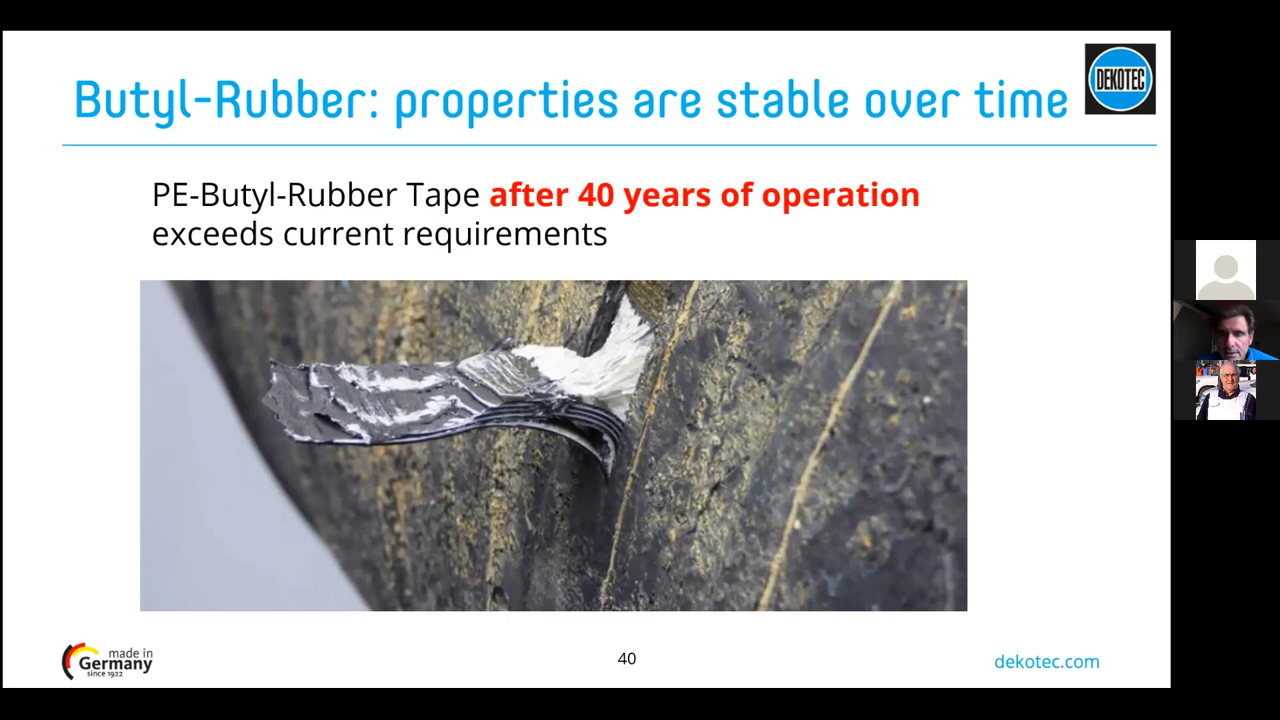 Butyl-Rubber: properties are stable over time
DEKOTEC
PE-Butyl-Rubber Tape after 40 years of operation
exceeds current requirements
made in
Germany
since 1922
40
dekotec.com